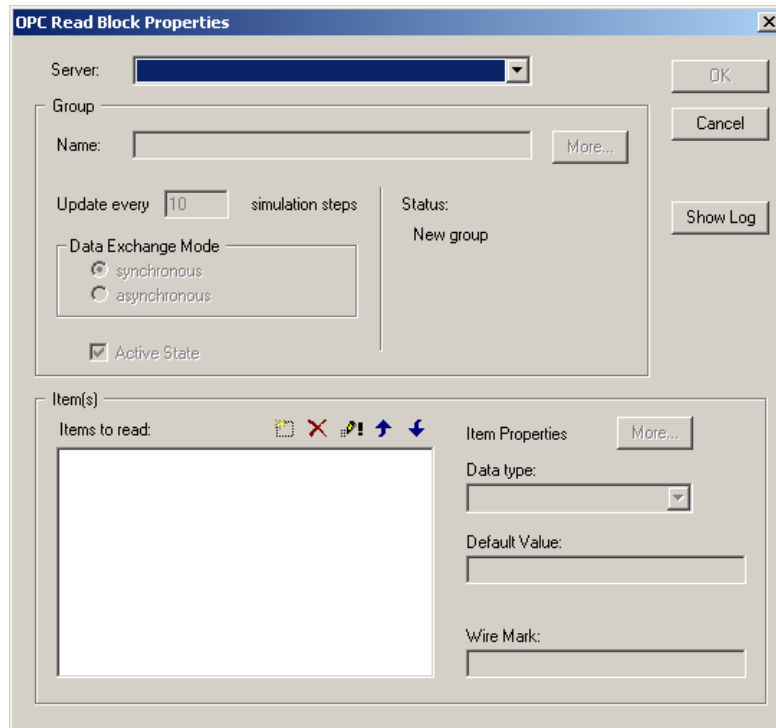 OPC Read Block Properties
Server:
OK
Group
Cancel
Name:
More...
Update every 10 simulation steps
Status:
Show Log
New group
Data Exchange Mode
synchronous
asynchronous
Active State
Item(s)
Items to read:
Item Properties
More...
Data type:
Default Value:
Wire Mark: